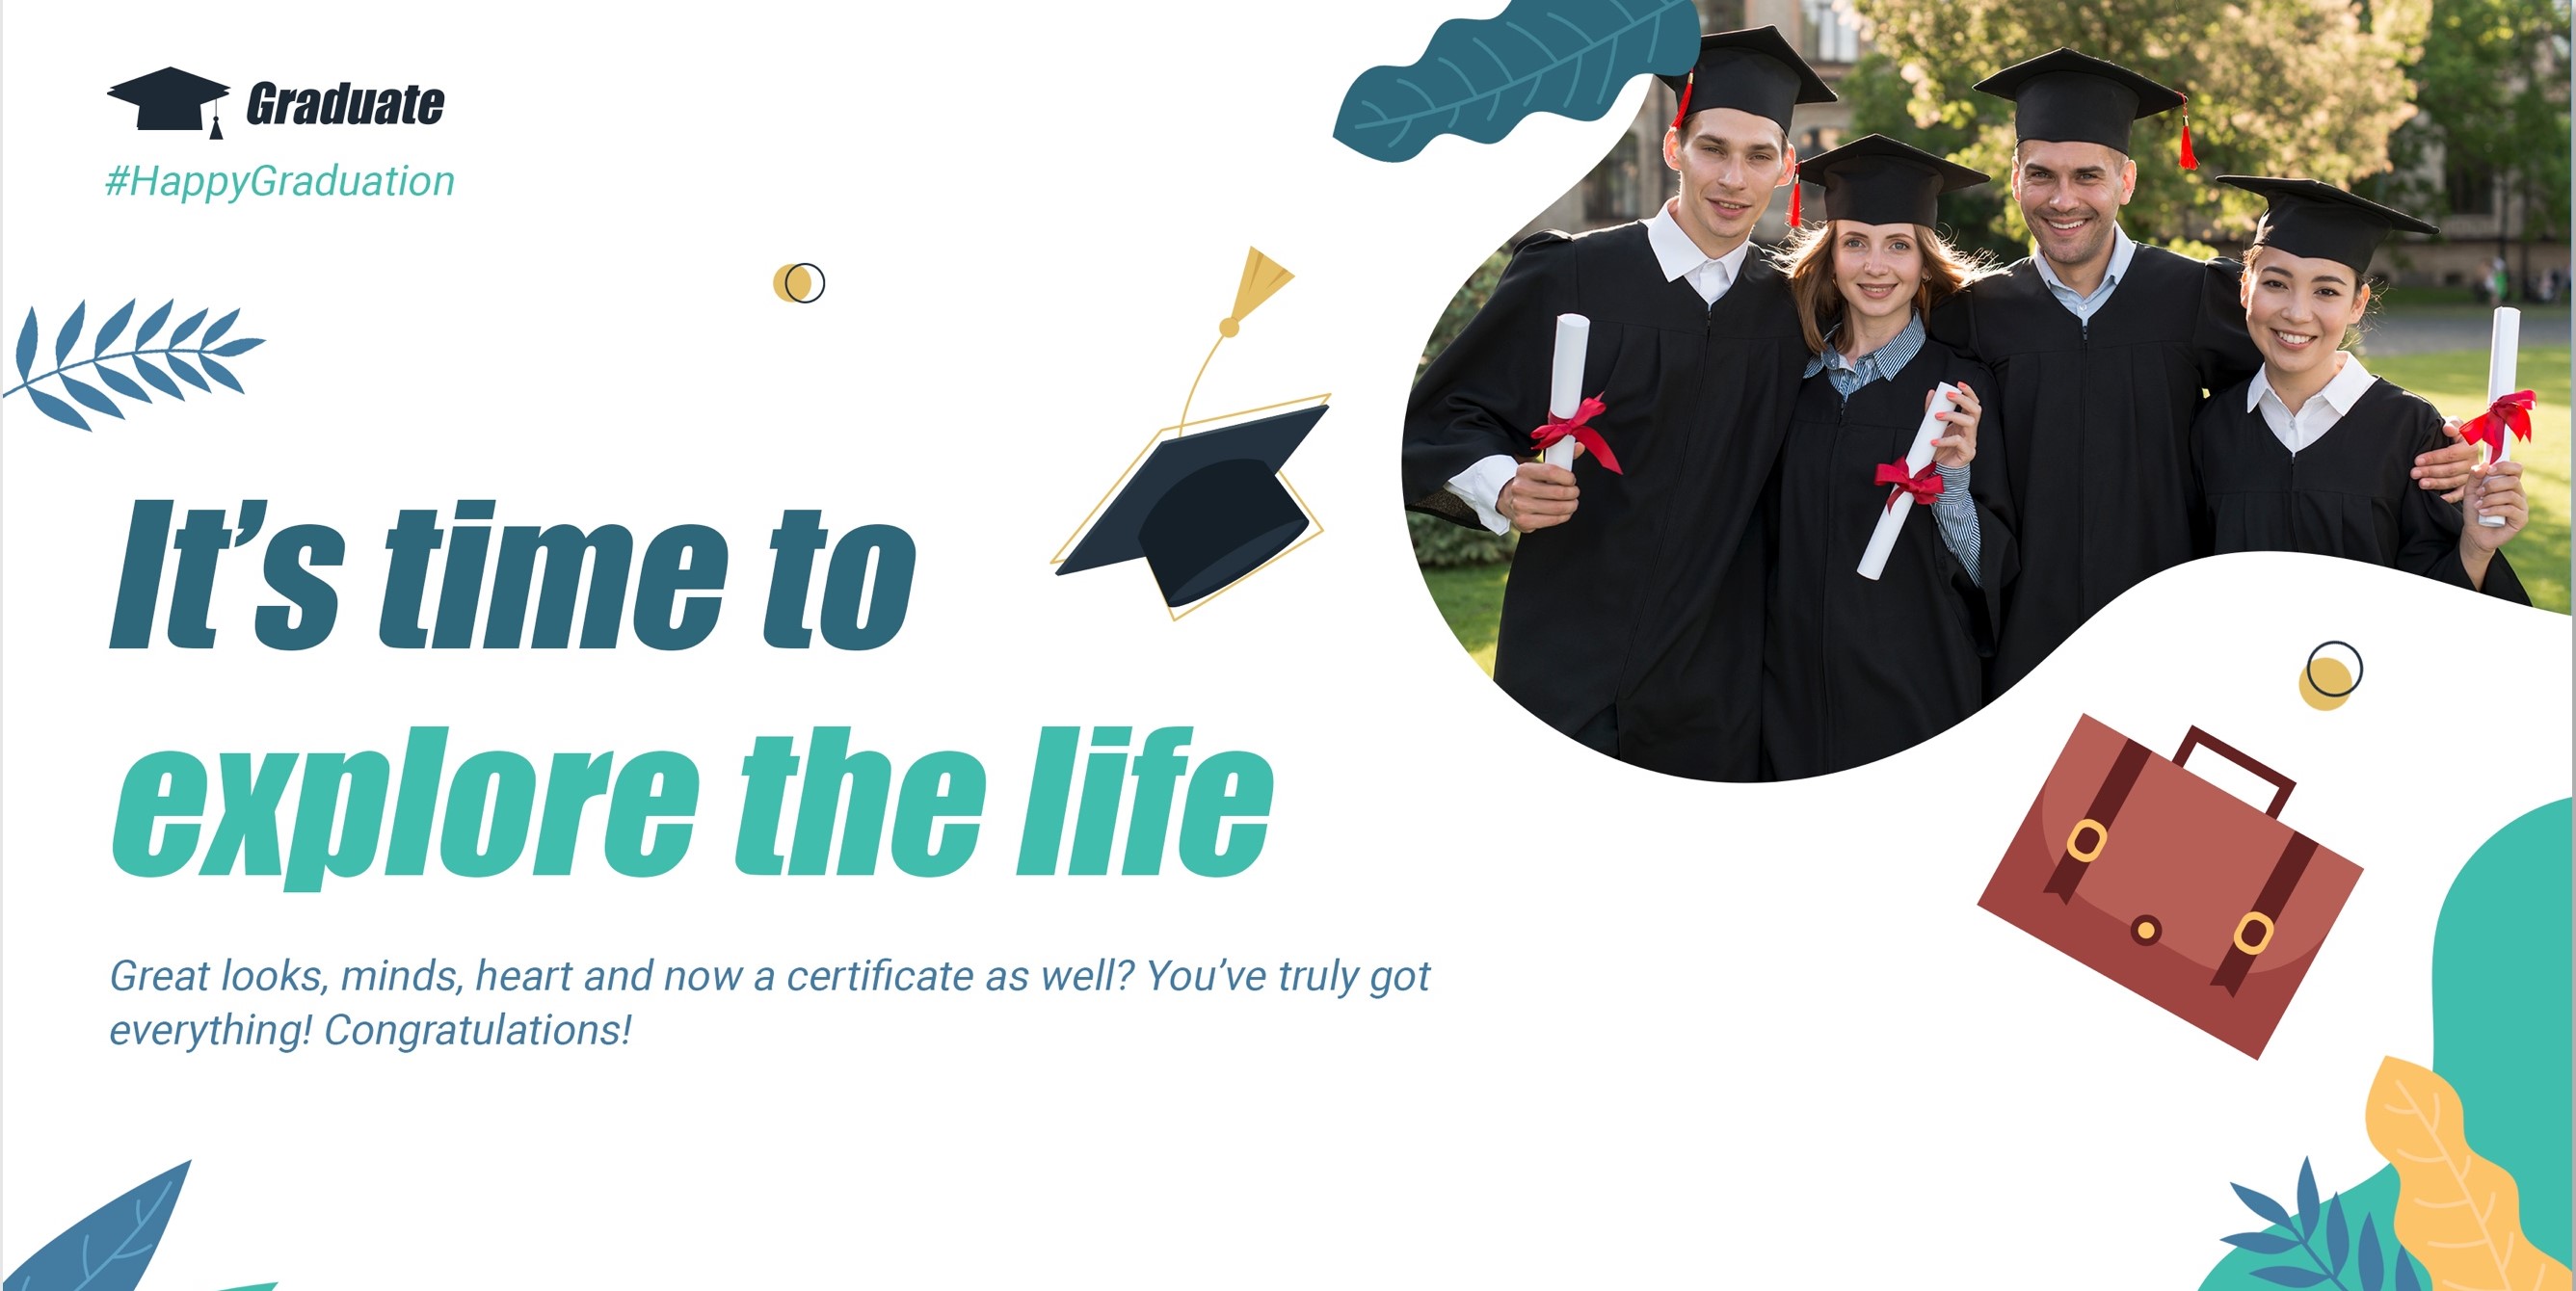 Graduate
#HappyGraduation
It’s time to
explore the life
Great looks, minds, heart and now a certificate as well? You’ve truly got
everything! Congratulations!